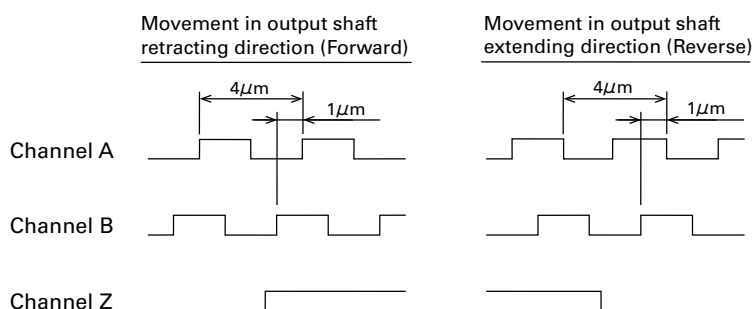 Movement in output shaft
retracting direction (Forward)
Movement in output shaft
extending direction (Reverse)
4μm
1μm
4μm
1μm
Channel A
Channel B
Channel Z